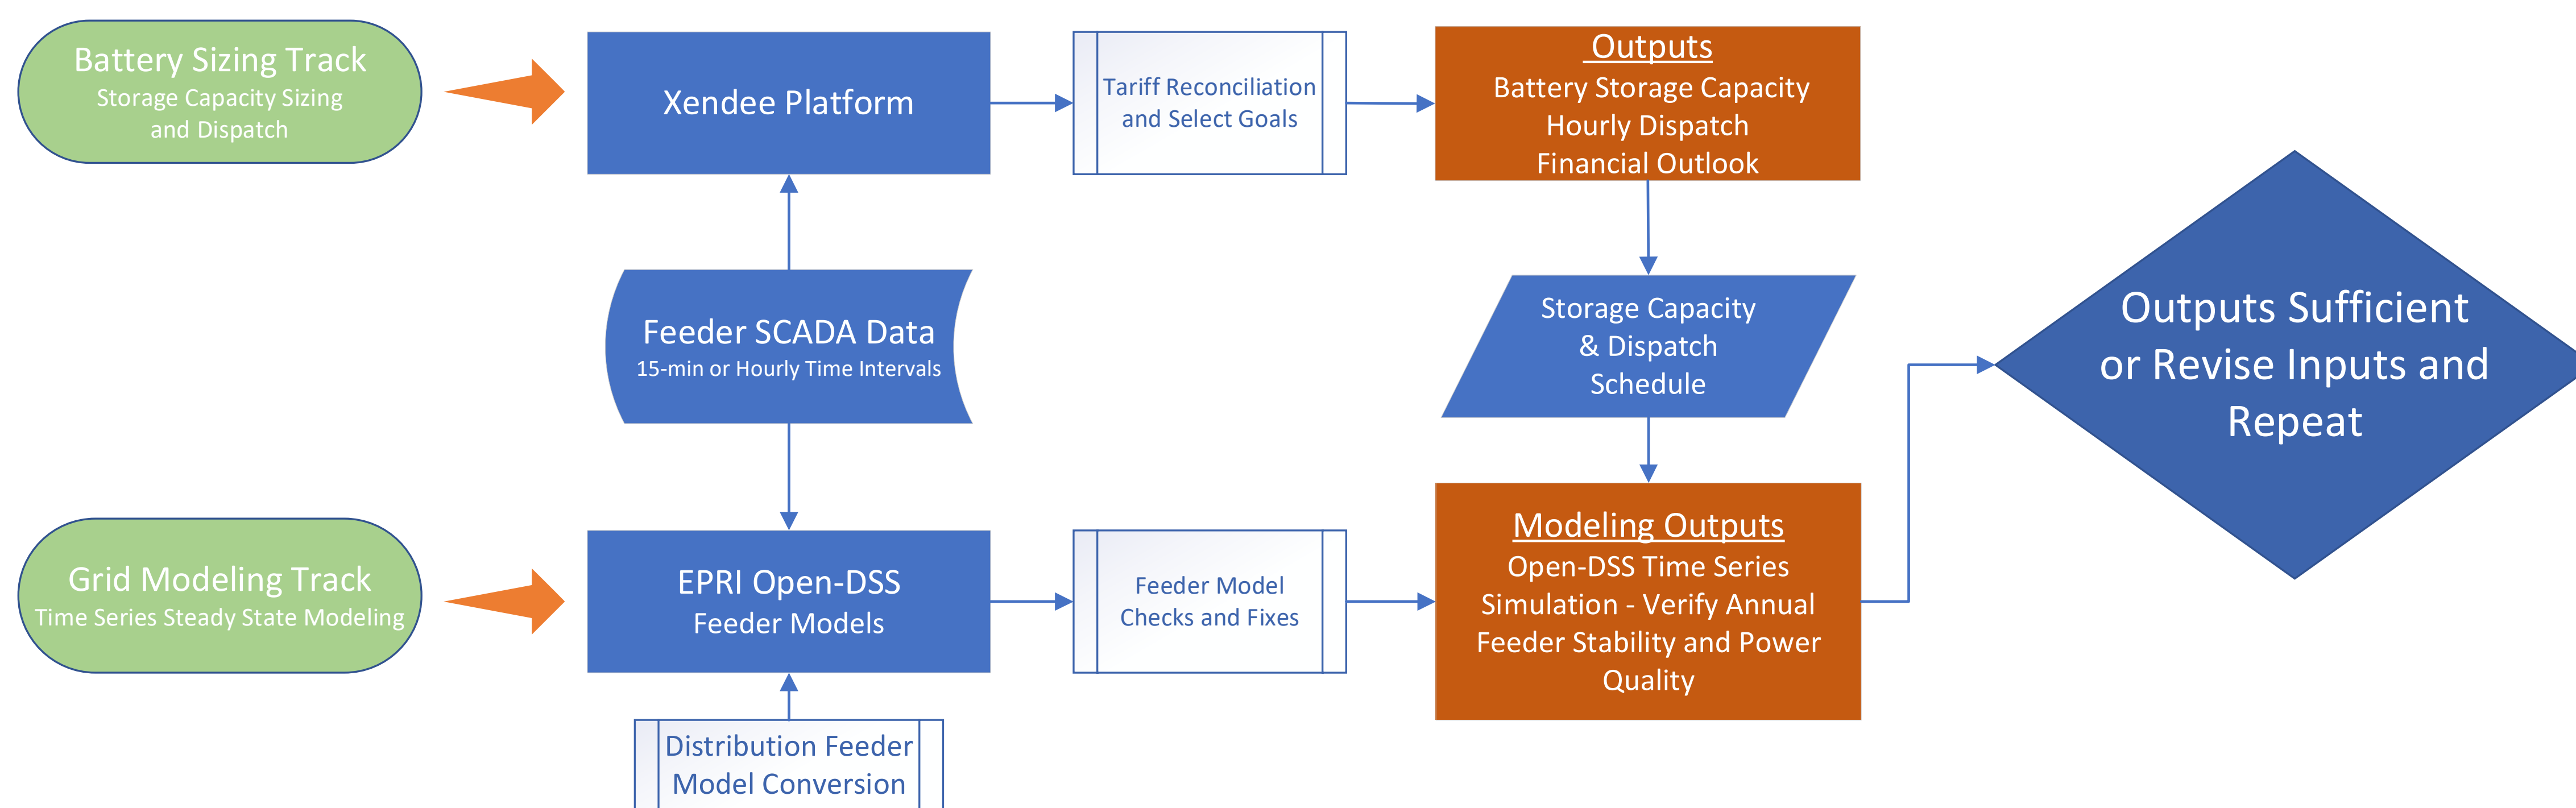 Battery Sizing Track
Storage Capacity Sizing
and Dispatch
Xendee Platform
Tariff Reconciliation
and Select Goals
Outputs
Battery Storage Capacity
Hourly Dispatch
Financial Outlook
Feeder SCADA Data
15-min or Hourly Time Intervals
Storage Capacity
& Dispatch
Schedule
Outputs Sufficient
or Revise Inputs and
Repeat
Grid Modeling Track
Time Series Steady State Modeling
EPRI Open-DSS
Feeder Models
Feeder Model
Checks and Fixes
Modeling Outputs
Open-DSS Time Series
Simulation - Verify Annual
Feeder Stability and Power
Quality
Distribution Feeder
Model Conversion